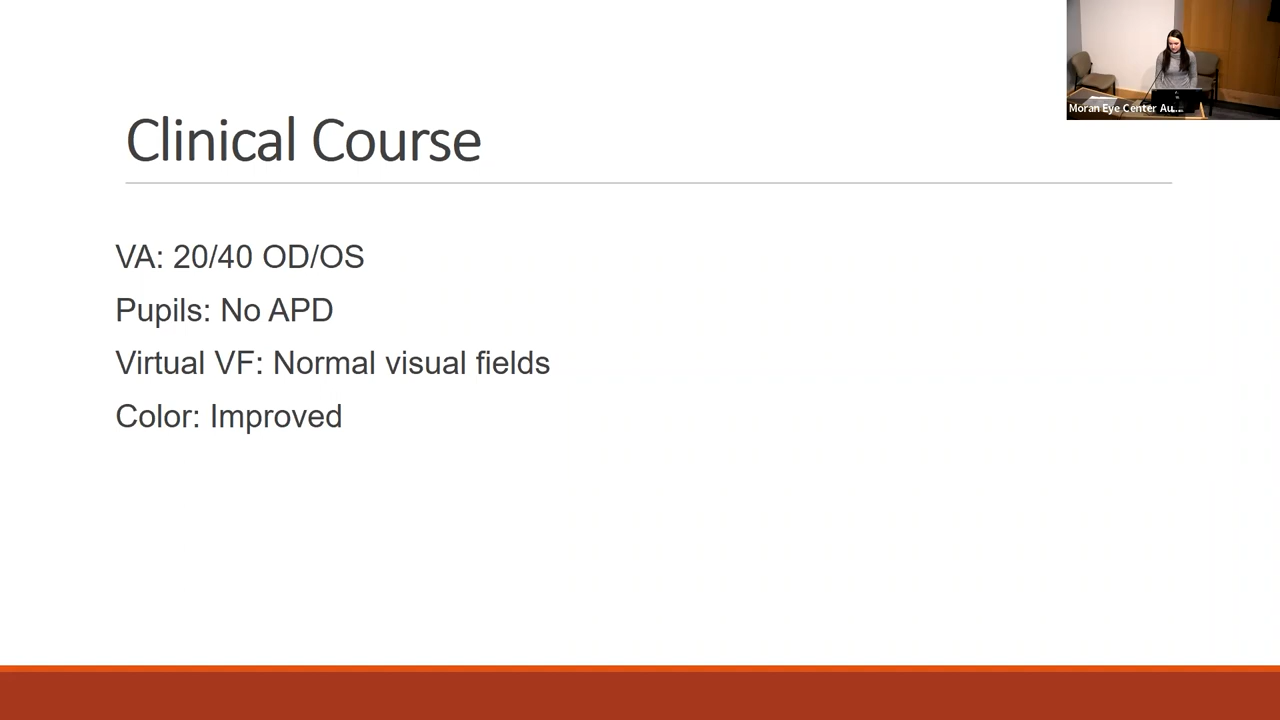 Moran Eye Center Au...
Clinical Course
VA: 20/40 OD/OS
Pupils: No APD
Virtual VF: Normal visual fields
Color: Improved